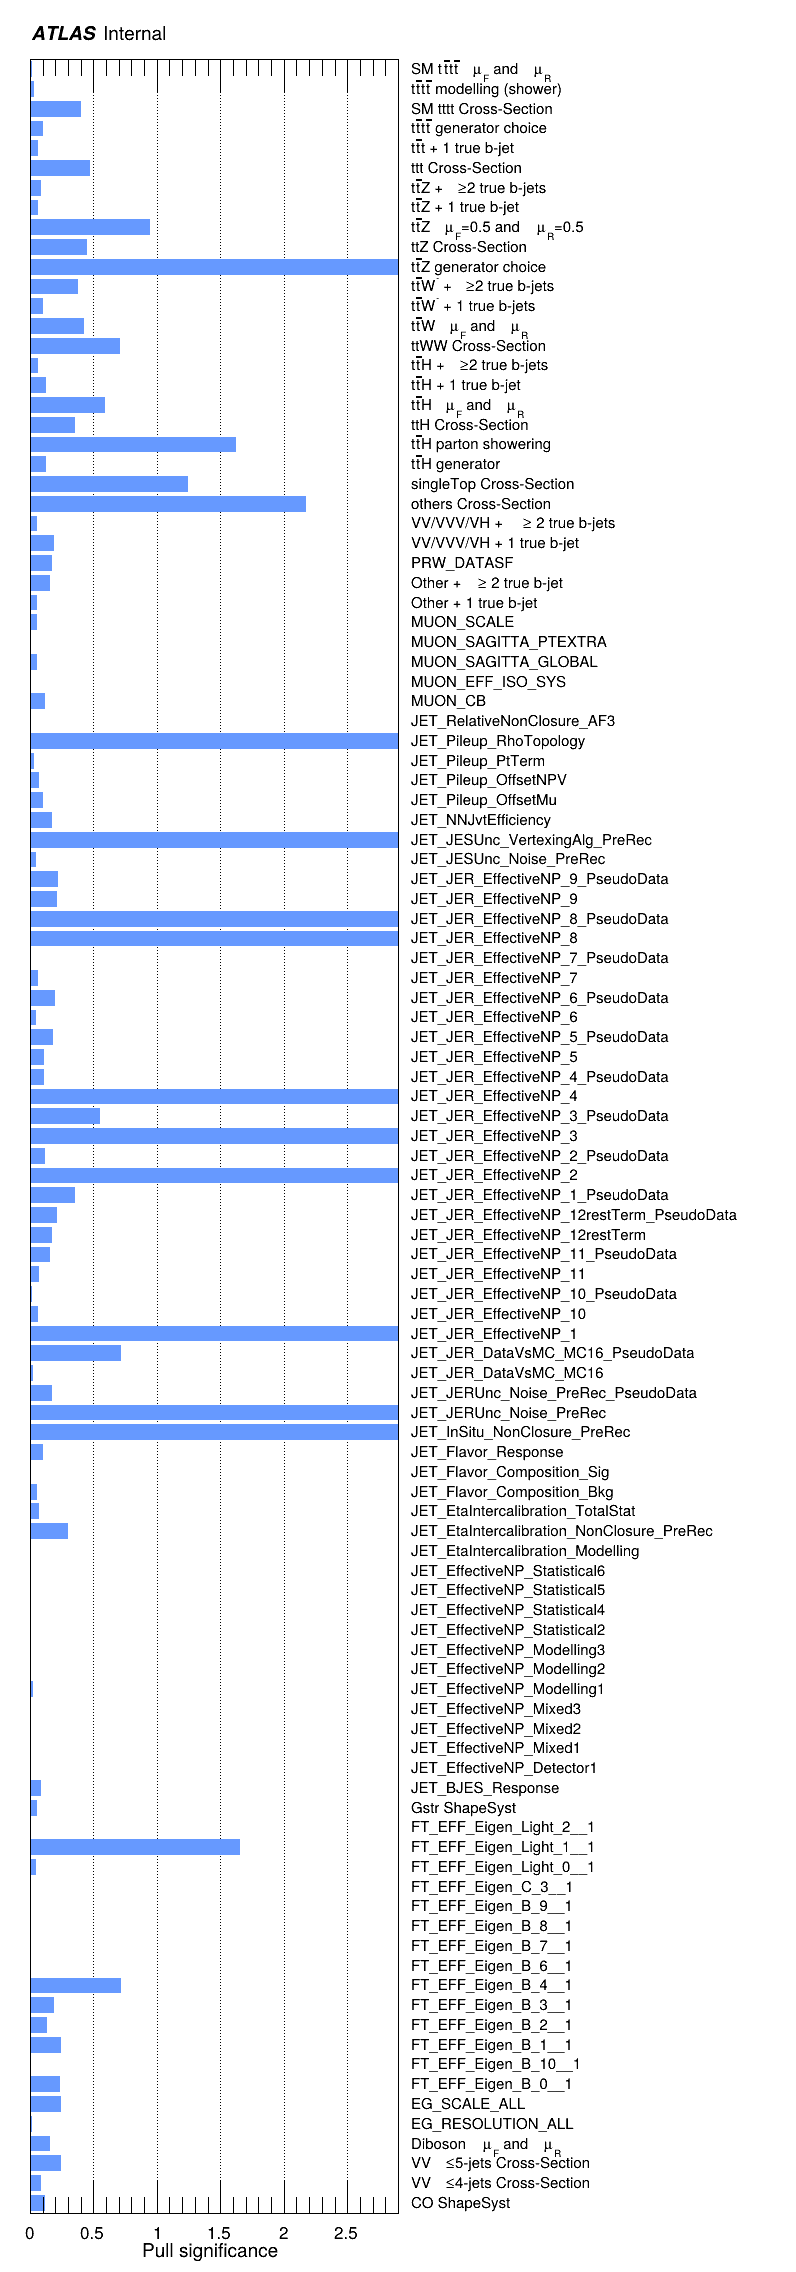 ATLAS Internal
SM tt̅t̅t̅ μF and μR
tt̅t̅t̅ modelling (shower)
SM tttt Cross-Section
tt̅t̅t̅ generator choice
tt̅t + 1 true b-jet
ttt Cross-Section
tt̅Z + ≥2 true b-jets
tt̅Z + 1 true b-jet
tt̅Z μF=0.5 and μR=0.5
ttZ Cross-Section
tt̅Z generator choice
tt̅W + ≥2 true b-jets
tt̅W + 1 true b-jets
tt̅W μF and μR
ttWW Cross-Section
tt̅H + ≥2 true b-jets
tt̅H + 1 true b-jet
tt̅H μF and μR
ttH Cross-Section
tt̅H parton showering
tt̅H generator
singleTop Cross-Section
others Cross-Section
VV/VVV/VH + ≥ 2 true b-jets
VV/VVV/VH + 1 true b-jet
PRW_DATASF
Other + ≥ 2 true b-jet
Other + 1 true b-jet
MUON_SCALE
MUON_SAGITTA_PTEXTRA
MUON_SAGITTA_GLOBAL
MUON_EFF_ISO_SYS
MUON_CB
JET_RelativeNonClosure_AF3
JET_Pileup_RhoTopology
JET_Pileup_PtTerm
JET_Pileup_OffsetNPV
JET_Pileup_OffsetMu
JET_NNJvtEfficiency
JET_JESUnc_VertexingAlg_PreRec
JET_JESUnc_Noise_PreRec
JET_JER_EffectiveNP_9_PseudoData
JET_JER_EffectiveNP_9
JET_JER_EffectiveNP_8_PseudoData
JET_JER_EffectiveNP_8
JET_JER_EffectiveNP_7_PseudoData
JET_JER_EffectiveNP_7
JET_JER_EffectiveNP_6_PseudoData
JET_JER_EffectiveNP_6
JET_JER_EffectiveNP_5_PseudoData
JET_JER_EffectiveNP_5
JET_JER_EffectiveNP_4_PseudoData
JET_JER_EffectiveNP_4
JET_JER_EffectiveNP_3_PseudoData
JET_JER_EffectiveNP_3
JET_JER_EffectiveNP_2_PseudoData
JET_JER_EffectiveNP_2
JET_JER_EffectiveNP_1_PseudoData
JET_JER_EffectiveNP_12restTerm_PseudoData
JET_JER_EffectiveNP_12restTerm
JET_JER_EffectiveNP_11_PseudoData
JET_JER_EffectiveNP_11
JET_JER_EffectiveNP_10_PseudoData
JET_JER_EffectiveNP_10
JET_JER_EffectiveNP_1
JET_JER_DataVsMC_MC16_PseudoData
JET_JER_DataVsMC_MC16
JET_JERUnc_Noise_PreRec_PseudoData
JET_JERUnc_Noise_PreRec
JET_InSitu_NonClosure_PreRec
JET_Flavor_Response
JET_Flavor_Composition_Sig
JET_Flavor_Composition_Bkg
JET_EtaIntercalibration_TotalStat
JET_EtaIntercalibration_NonClosure_PreRec
JET_EtaIntercalibration_Modelling
JET_EffectiveNP_Statistical6
JET_EffectiveNP_Statistical5
JET_EffectiveNP_Statistical4
JET_EffectiveNP_Statistical2
JET_EffectiveNP_Modelling3
JET_EffectiveNP_Modelling2
JET_EffectiveNP_Modelling1
JET_EffectiveNP_Mixed3
JET_EffectiveNP_Mixed2
JET_EffectiveNP_Mixed1
JET_EffectiveNP_Detector1
JET_BJES_Response
Gstr ShapeSyst
FT_EFF_Eigen_Light_2__1
FT_EFF_Eigen_Light_1__1
FT_EFF_Eigen_Light_0__1
FT_EFF_Eigen_C_3__1
FT_EFF_Eigen_B_9__1
FT_EFF_Eigen_B_8__1
FT_EFF_Eigen_B_7__1
FT_EFF_Eigen_B_6__1
FT_EFF_Eigen_B_4__1
FT_EFF_Eigen_B_3__1
FT_EFF_Eigen_B_2__1
FT_EFF_Eigen_B_1__1
FT_EFF_Eigen_B_10__1
FT_EFF_Eigen_B_0__1
EG_SCALE_ALL
EG_RESOLUTION_ALL
Diboson μF and μR
VV ≤5-jets Cross-Section
VV ≤4-jets Cross-Section
CO ShapeSyst
0 0.5 1 1.5 2 2.5
Pull significance